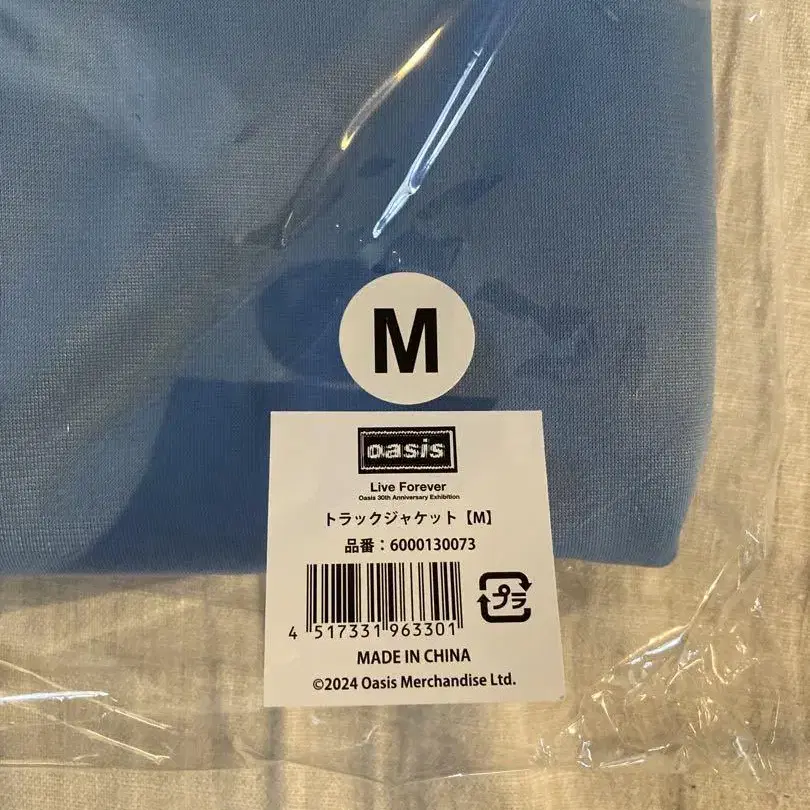 M
oasis
Live Forever
Oasis 30th Anniversary Exhibition
トラックジャケット【M】
品番：6000130073
4 517331 963301
プラ
MADE IN CHINA
©2024 Oasis Merchandise Ltd.